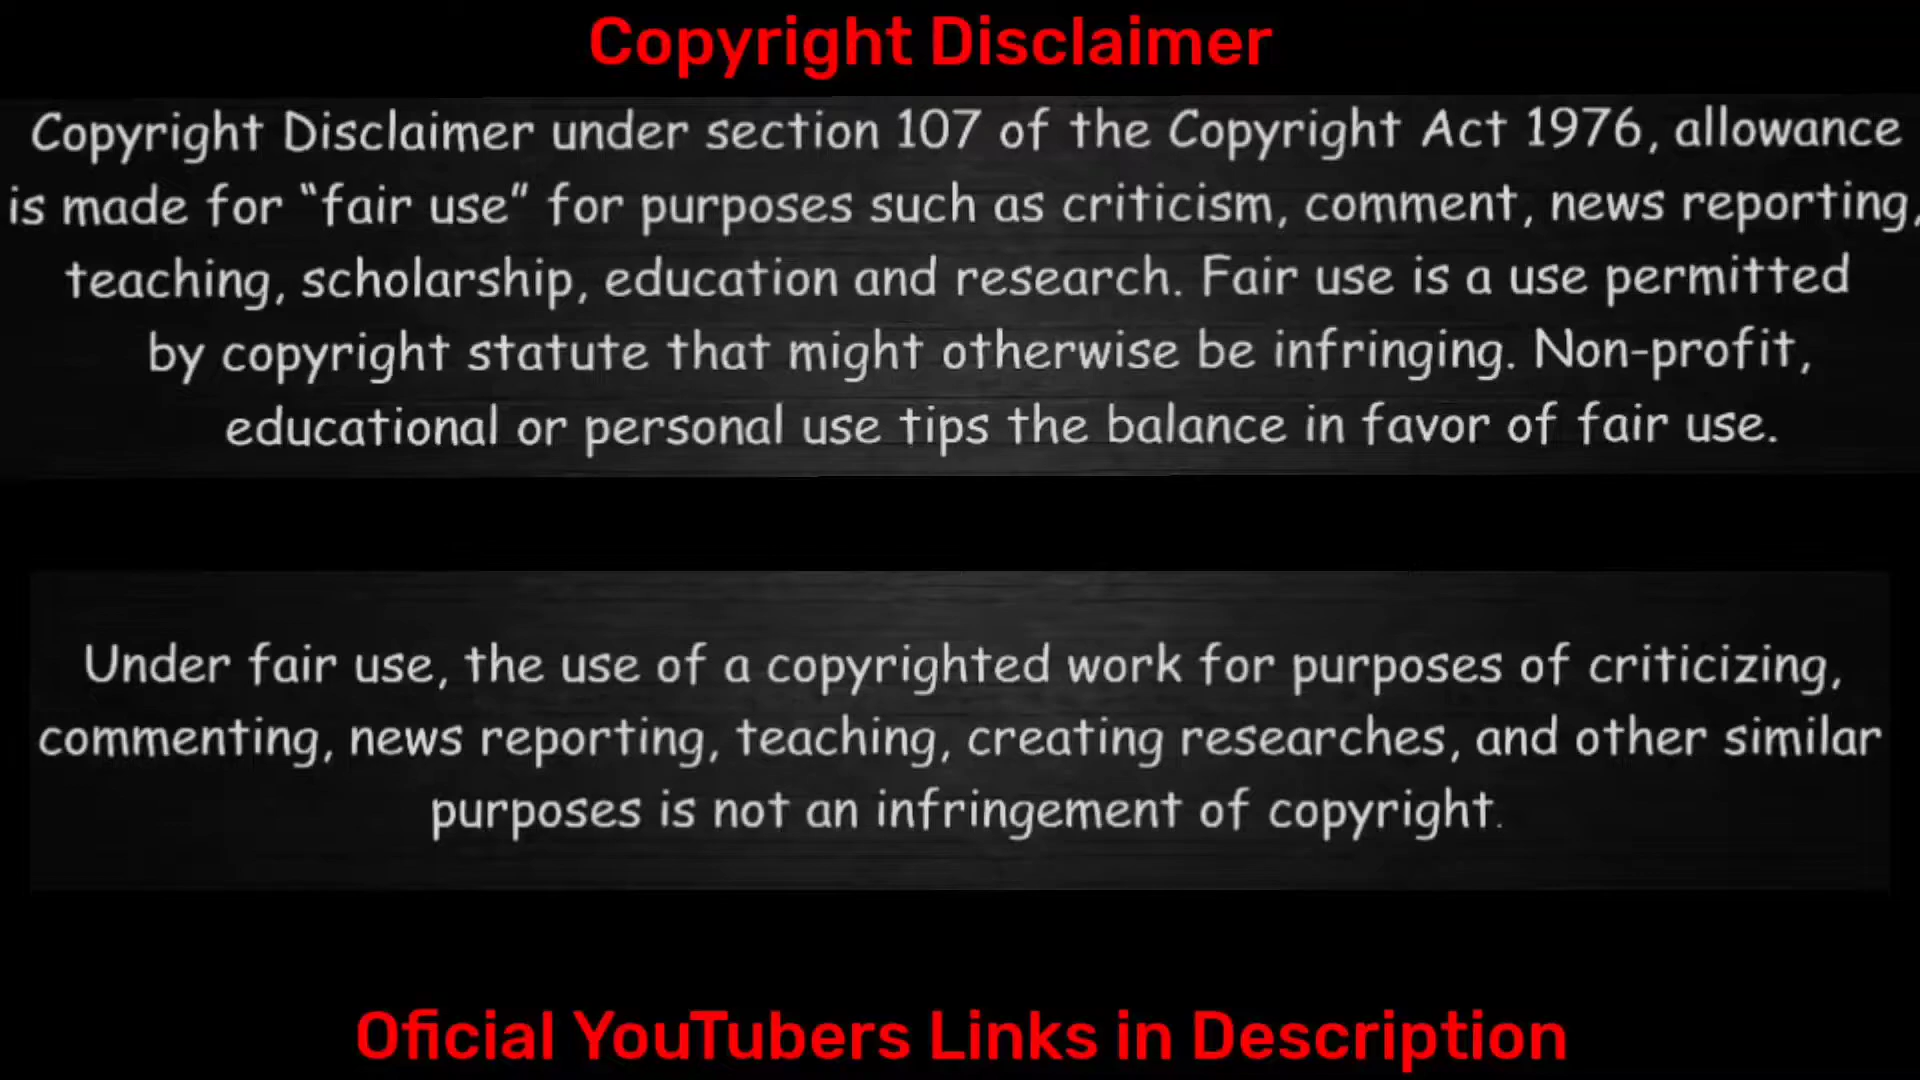 Copyright Disclaimer
Copyright Disclaimer under section 107 of the Copyright Act 1976, allowance
is made for “fair use” for purposes such as criticism, comment, news reporting,
teaching, scholarship, education and research. Fair use is a use permitted
by copyright statute that might otherwise be infringing. Non-profit,
educational or personal use tips the balance in favor of fair use.
Under fair use, the use of a copyrighted work for purposes of criticizing,
commenting, news reporting, teaching, creating researches, and other similar
purposes is not an infringement of copyright.
Oficial YouTubers Links in Description